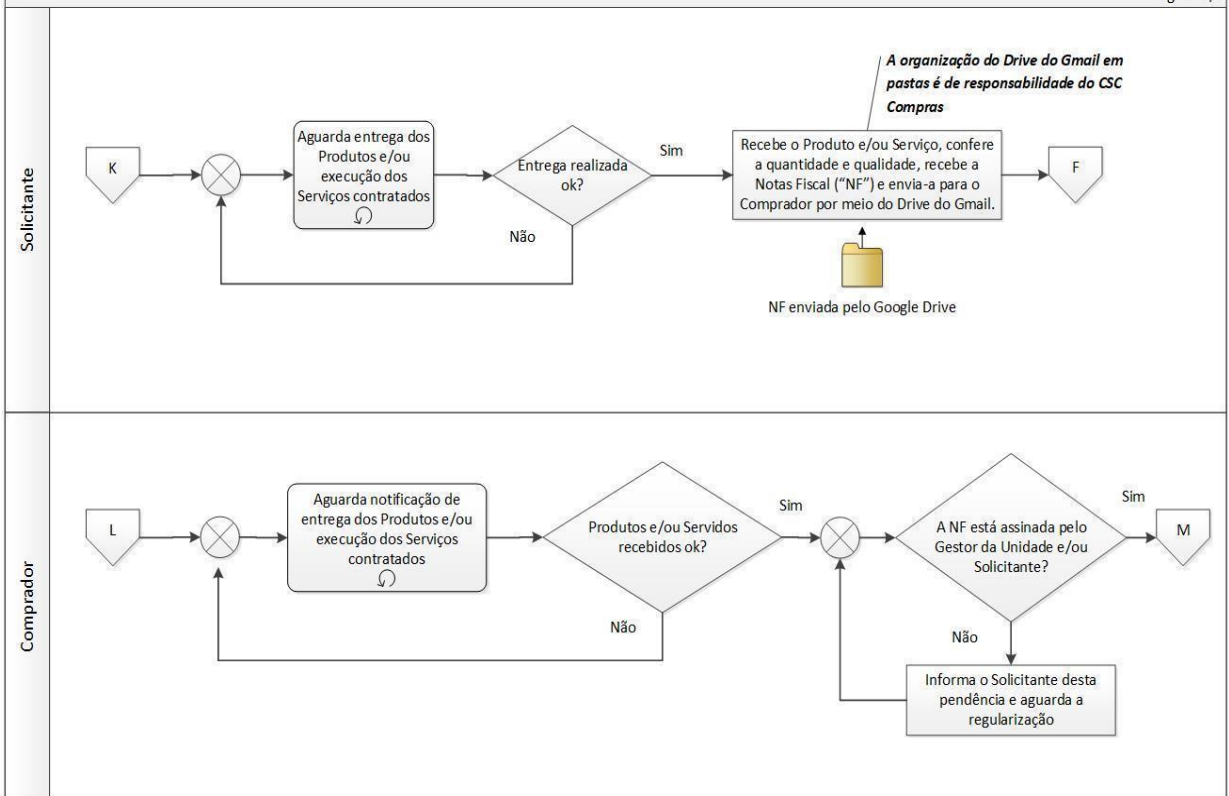 Solicitante
K
Aguarda entrega dos
Produtos e/ou
execução dos
Serviços contratados
Entrega realizada
ok?
Sim
Não
A organização do Drive do Gmail em
pastas é de responsabilidade do CSC
Compras
Recebe o Produto e/ou Serviço, confere
a quantidade e qualidade, recebe a
Notas Fiscal (“NF”) e envia-a para o
Comprador por meio do Drive do Gmail.
F
NF enviada pelo Google Drive
Comprador
L
Aguarda notificação de
entrega dos Produtos e/ou
execução dos Serviços
contratados
Produtos e/ou Servidos
recebidos ok?
Sim
Não
A NF está assinada pelo
Gestor da Unidade e/ou
Solicitante?
Sim
M
Não
Informa o Solicitante desta
pendência e aguarda a
regularização